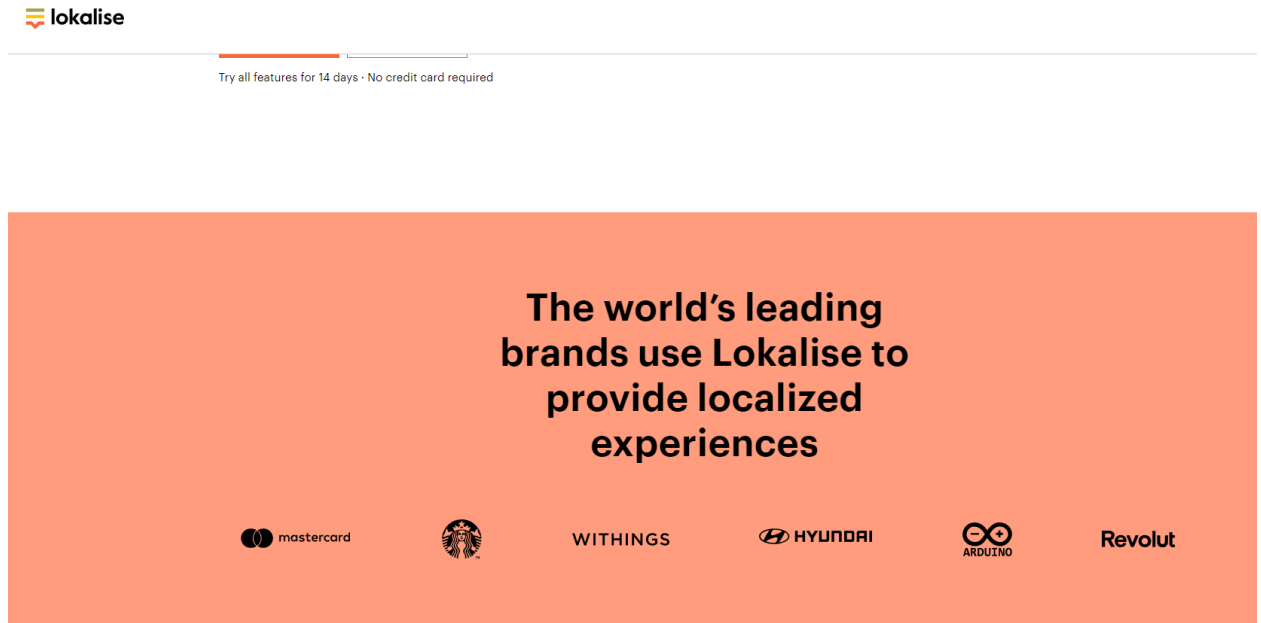 lokalise
Try all features for 14 days · No credit card required
The world’s leading
brands use Lokalise to
provide localized
experiences
mastercard
WITHINGS
HYUNDAI
ARDUINO
Revolut